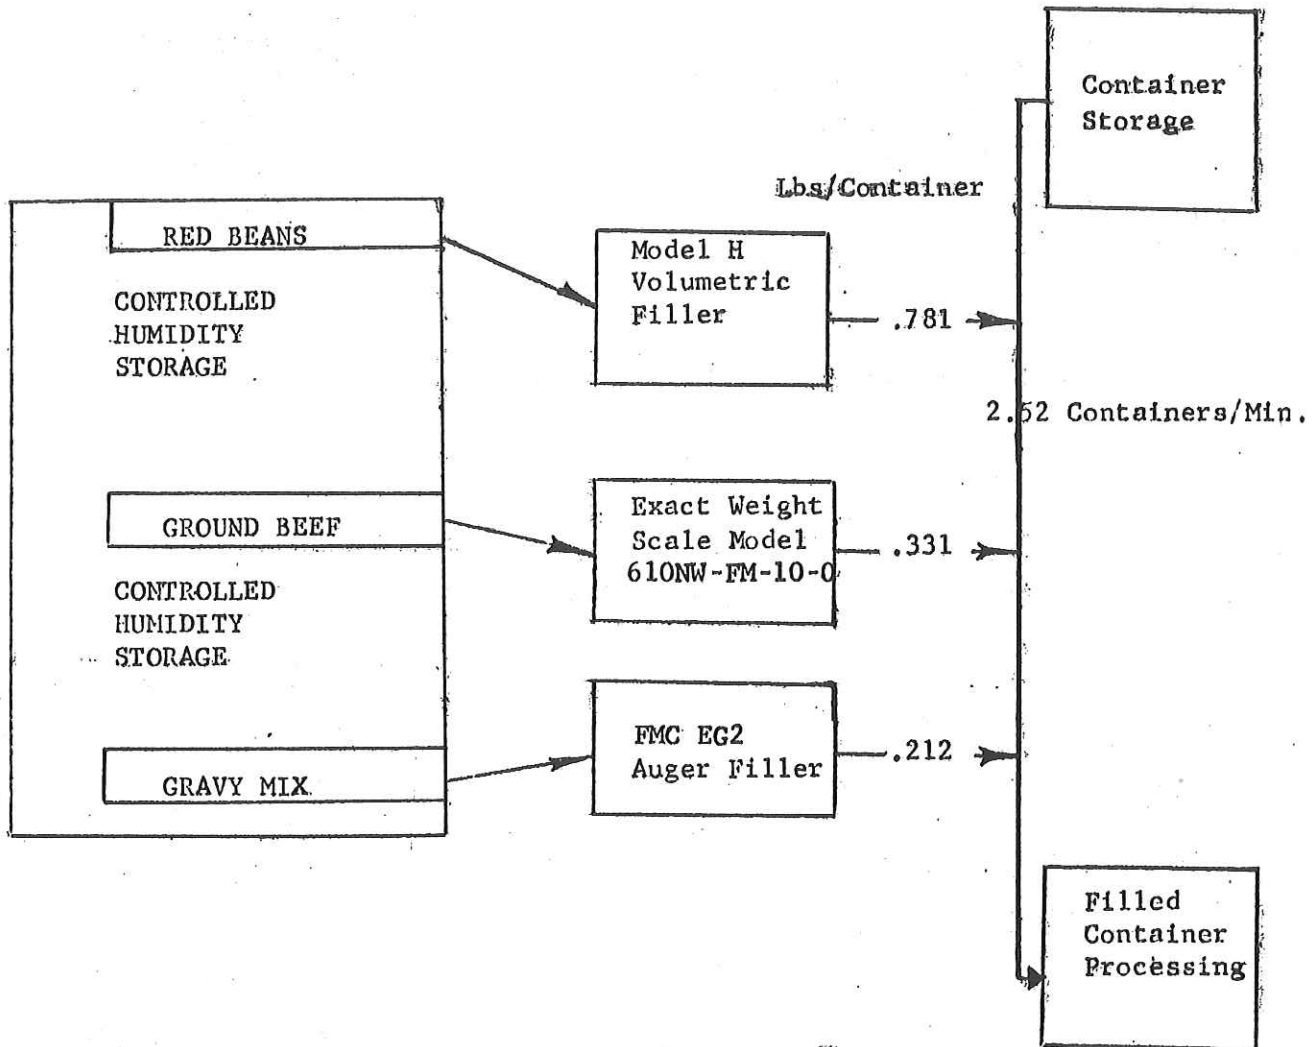 Container
Storage
Lbs/Container
RED BEANS
CONTROLLED
HUMIDITY
STORAGE
Model H
Volumetric
Filler
.781
2.52 Containers/Min.
GROUND BEEF
CONTROLLED
HUMIDITY
STORAGE
Exact Weight
Scale Model
610NW-FM-10-0
.331
GRAVY MIX
FMC EG2
Auger Filler
.212
Filled
Container
Processing